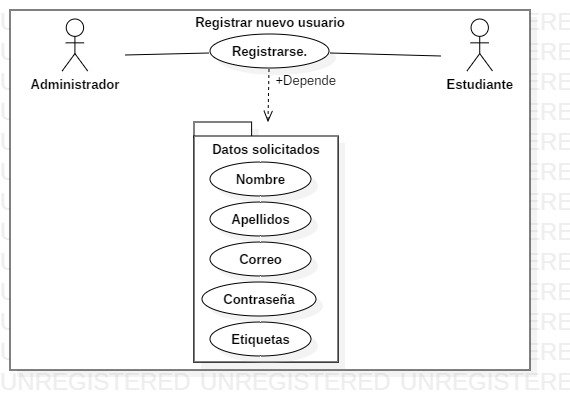 Registrar nuevo usuario
Registrarse.
Administrador
Estudiante
+Depende
Datos solicitados
Nombre
Apellidos
Correo
Contraseña
Etiquetas
UNREGISTERED UNREGISTERED UNREGISTERED